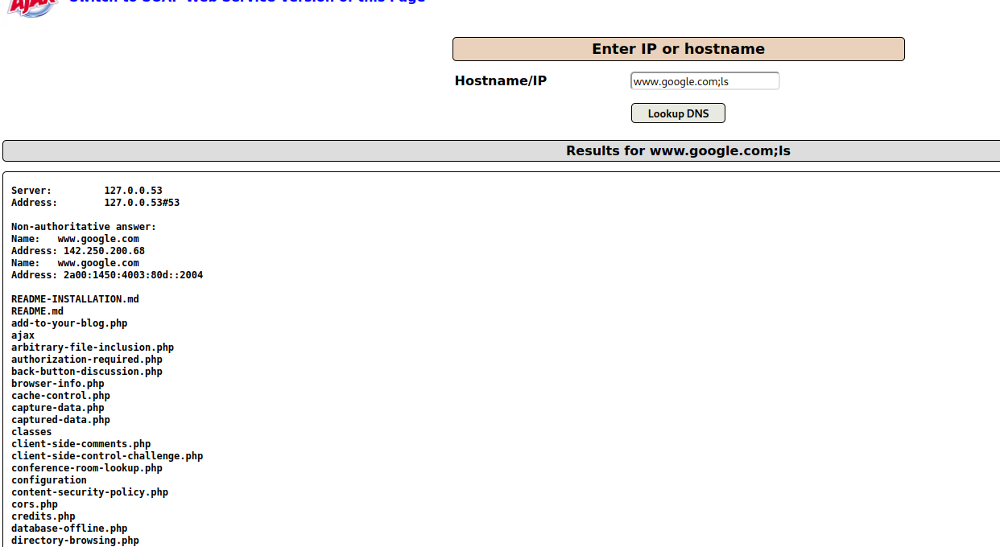 AJAX Switch to SOAP Web Service Version of this Page
Enter IP or hostname
Hostname/IP www.google.com;ls
Lookup DNS
Results for www.google.com;ls
Server: 127.0.0.53
Address: 127.0.0.53#53
Non-authoritative answer:
Name: www.google.com
Address: 142.250.200.68
Name: www.google.com
Address: 2a00:1450:4003:80d::2004
README-INSTALLATION.md
README.md
add-to-your-blog.php
ajax
arbitrary-file-inclusion.php
authorization-required.php
back-button-discussion.php
browser-info.php
cache-control.php
capture-data.php
captured-data.php
classes
client-side-comments.php
client-side-control-challenge.php
conference-room-lookup.php
configuration
content-security-policy.php
cors.php
credits.php
database-offline.php
directory-browsing.php